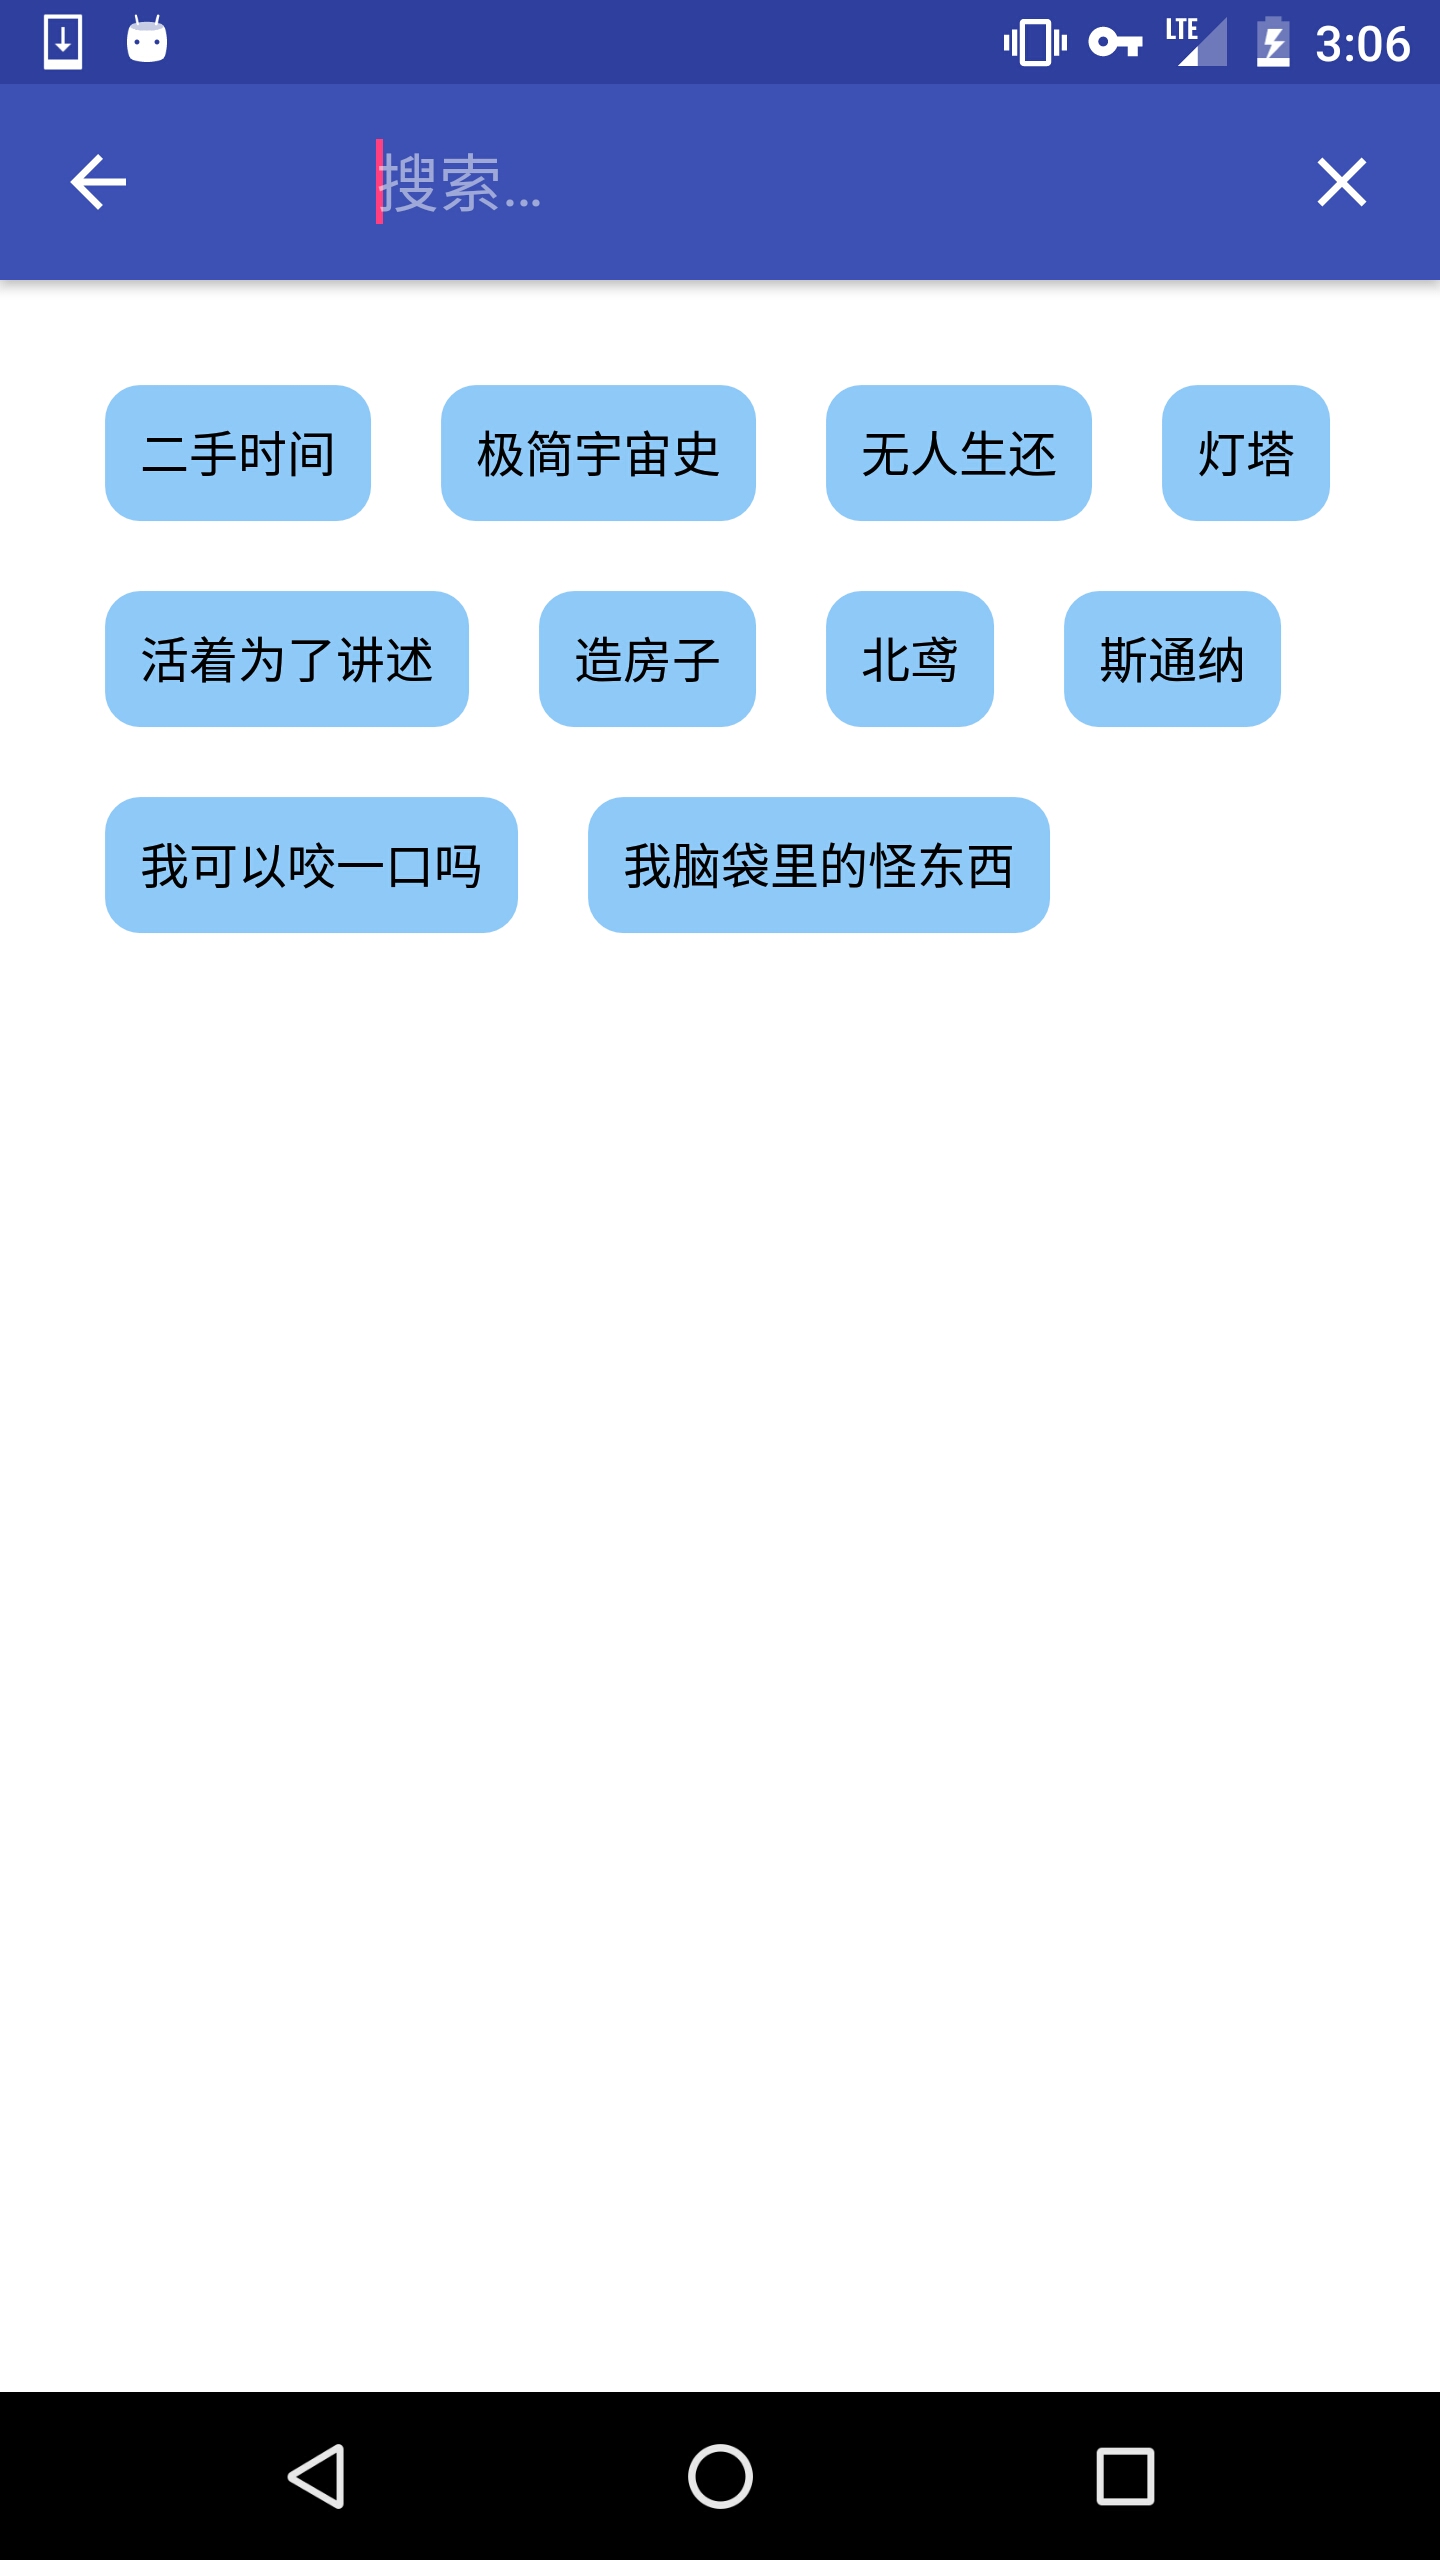 LTE 3:06
搜索...
二手时间 极简宇宙史 无人生还 灯塔
活着为了讲述 造房子 北鸢 斯通纳
我可以咬一口吗 我脑袋里的怪东西